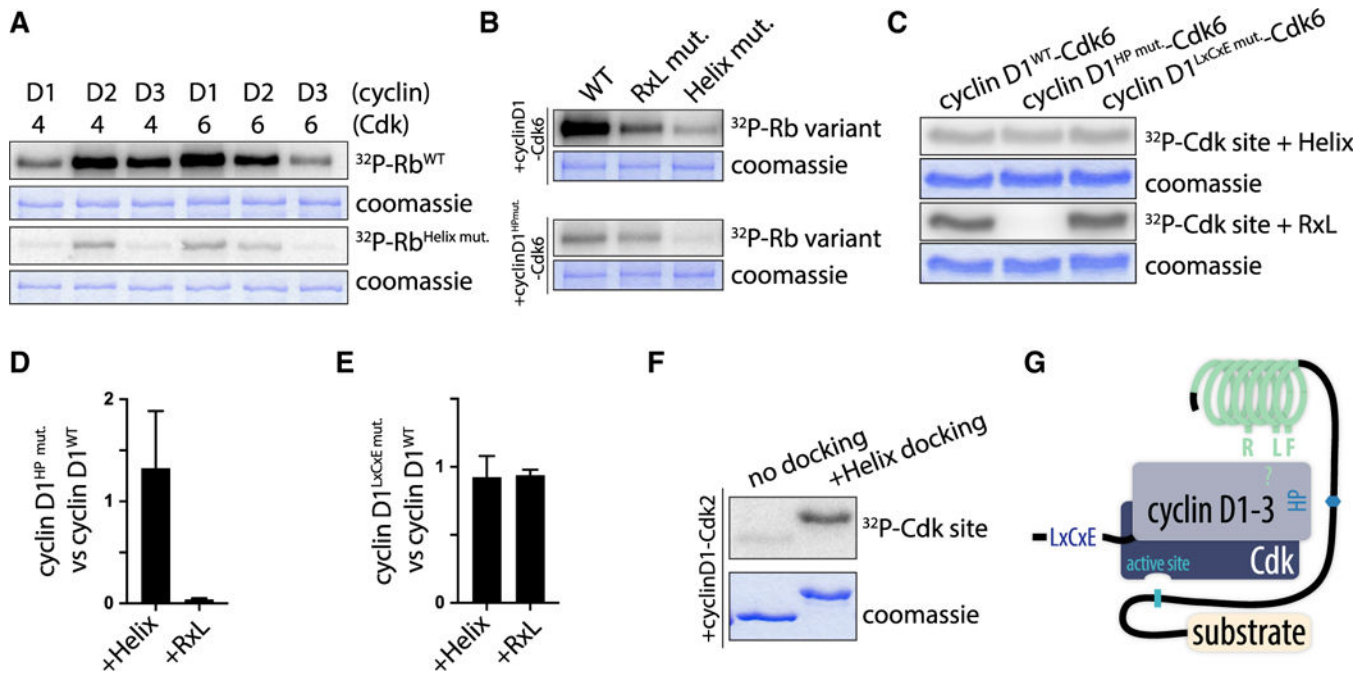 A
D1 D2 D3 D1 D2 D3 (cyclin)
4 4 4 6 6 6 (Cdk)
³²P-Rbᵂᵀ
coomassie
³²P-Rb^Helix mut.
coomassie
B
WT RxL mut. Helix mut.
+cyclinD1
-Cdk6
³²P-Rb variant
coomassie
+cyclinD1^HPmut.
-Cdk6
³²P-Rb variant
coomassie
C
cyclin D1^WT-Cdk6
cyclin D1^HP mut.-Cdk6
cyclin D1^LxCxE mut.-Cdk6
³²P-Cdk site + Helix
coomassie
³²P-Cdk site + RxL
coomassie
D
cyclin D1^HP mut.
vs cyclin D1^WT
2
1
0
+Helix
+RxL
E
cyclin D1^LxCxE mut.
vs cyclin D1^WT
1
0
+Helix
+RxL
F
no docking
+Helix docking
+cyclinD1-Cdk2
³²P-Cdk site
coomassie
G
R L F
?
cyclin D1-3
HP
LxCxE
active site
Cdk
substrate